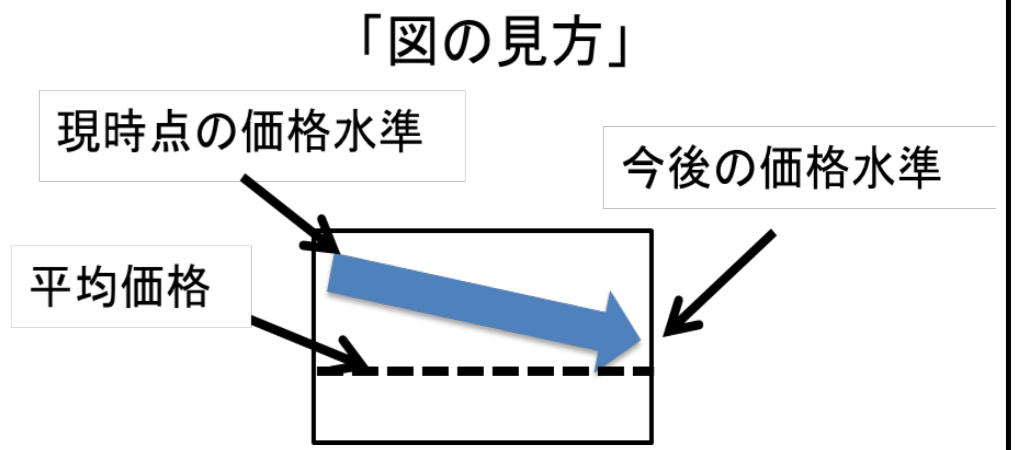 「図の見方」
現時点の価格水準
今後の価格水準
平均価格